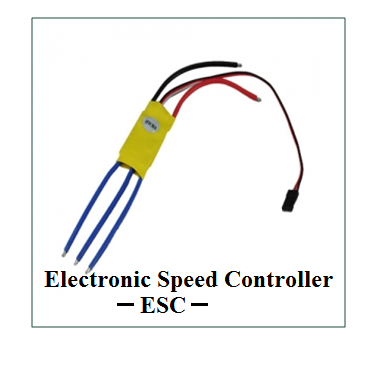 Electronic Speed Controller
— ESC —